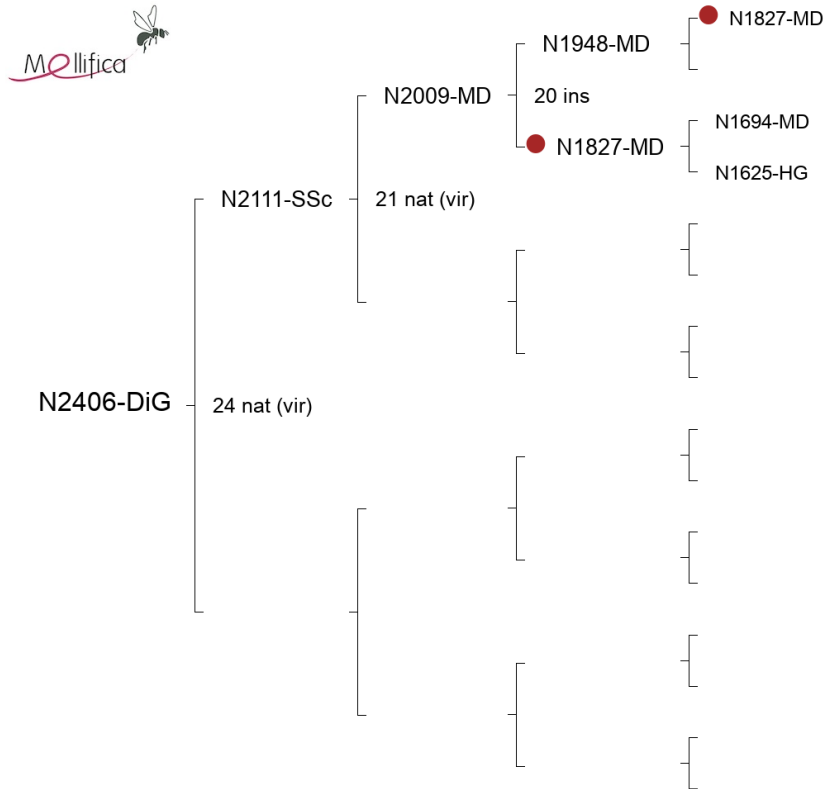 Mellifica
N1827-MD
N1948-MD
N2009-MD
20 ins
N1694-MD
N1827-MD
N1625-HG
N2111-SSc
21 nat (vir)
N2406-DiG
24 nat (vir)